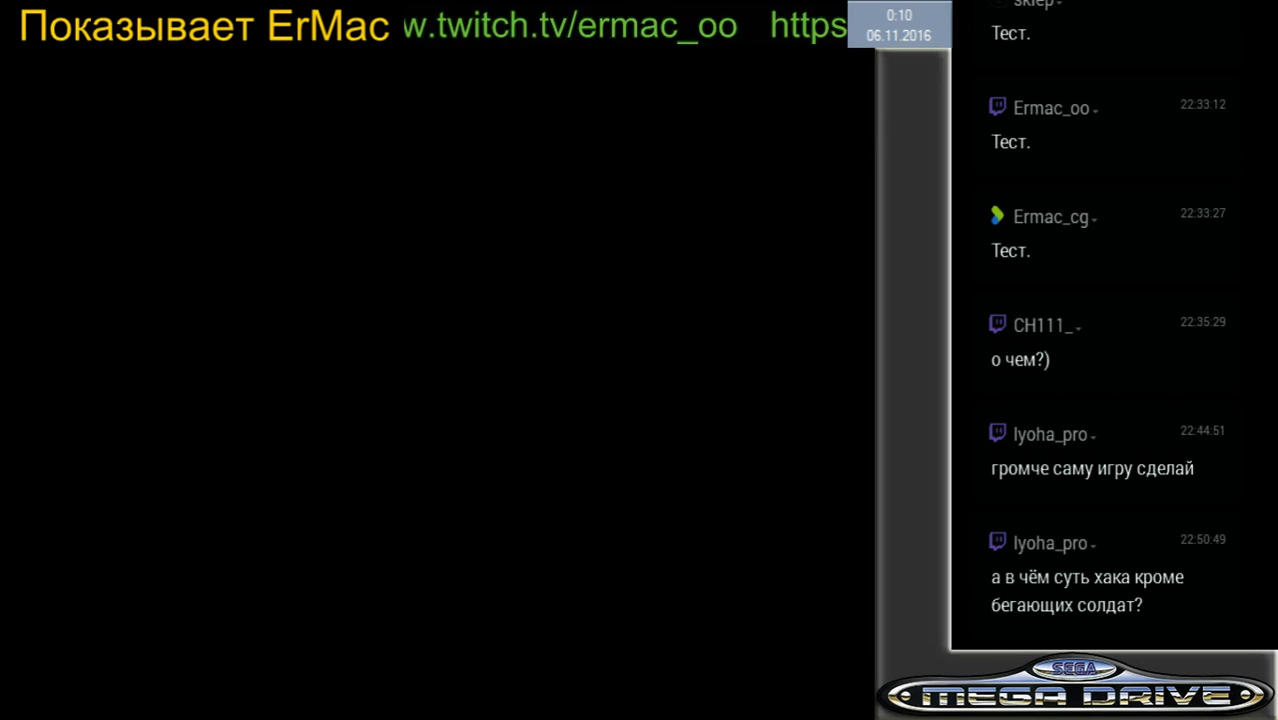 Показывает ErMac
w.twitch.tv/ermac_oo https
0:10
06.11.2016
Тест.
Ermac_oo 22:33:12
Тест.
Ermac_cg 22:33:27
Тест.
CH111_ 22:35:29
о чем?)
lyoha_pro 22:44:51
громче саму игру сделай
lyoha_pro 22:50:49
а в чём суть хака кроме
бегающих солдат?
SEGA
MEGA DRIVE